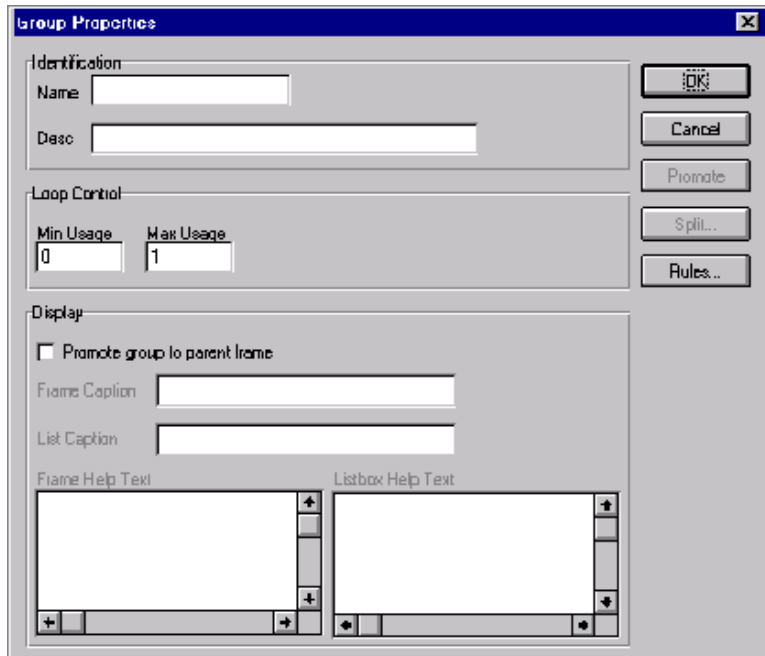 Group Properties
Identification
Name
Desc
OK
Cancel
Promote
Split...
Rules...
Loop Control
Min Usage Max Usage
0 1
Display
Promote group to parent frame
Frame Caption
List Caption
Frame Help Text Listbox Help Text